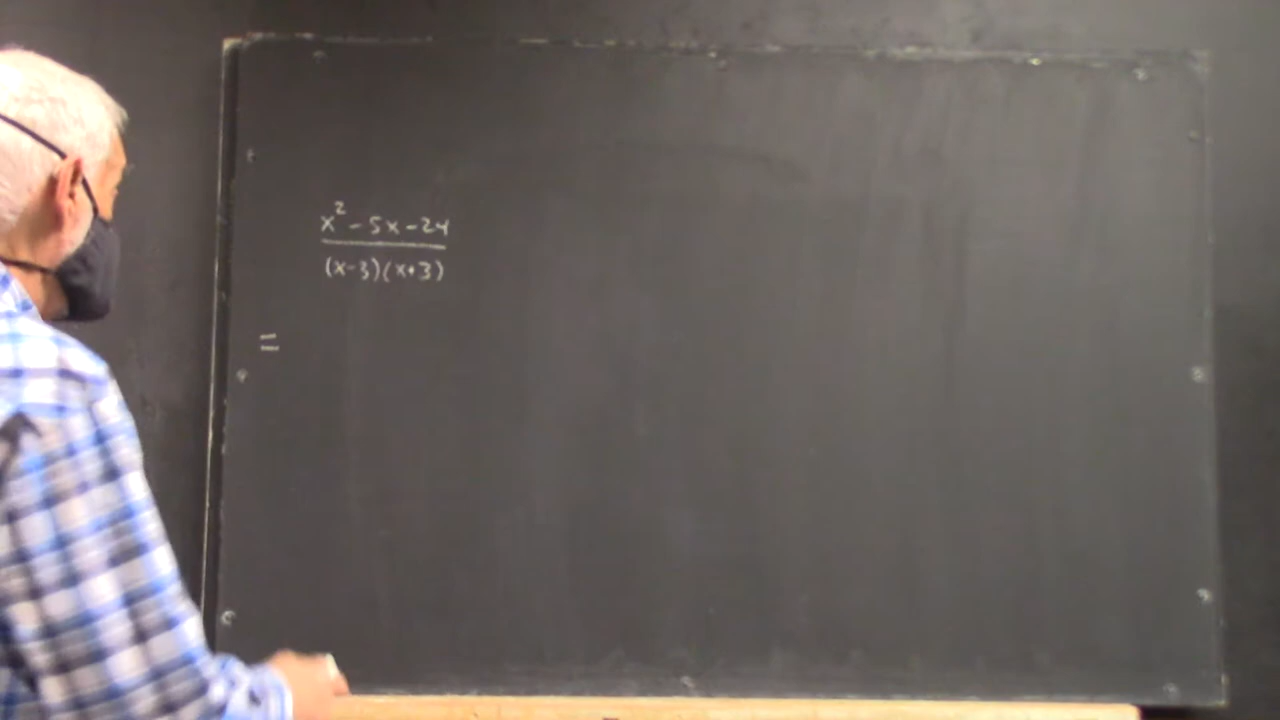 x² - 5x - 24
(x-3)(x+3)
=